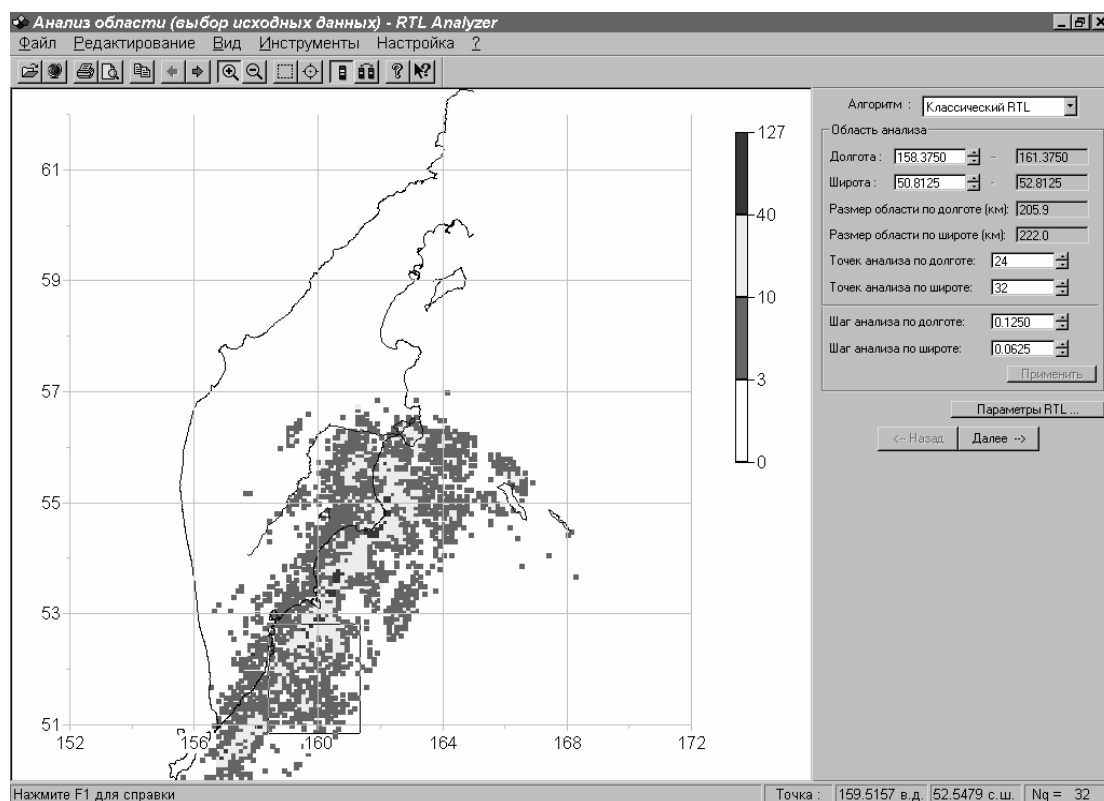 Анализ области (выбор исходных данных) - RTL Analyzer
Файл Редактирование Вид Инструменты Настройка ?
Алгоритм : Классический RTL
Область анализа
Долгота : 158.3750 - 161.3750
Широта : 50.8125 - 52.8125
Размер области по долготе (км): 205.9
Размер области по широте (км): 222.0
Точек анализа по долготе: 24
Точек анализа по широте: 32
Шаг анализа по долготе: 0.1250
Шаг анализа по широте: 0.0625
Применить
Параметры RTL ...
<-- Назад Далее -->
127
40
10
3
0
61
59
57
55
53
51
152 156 160 164 168 172
Нажмите F1 для справки
Точка : 159.5157 в.д. 52.5479 с.ш. Nq = 32